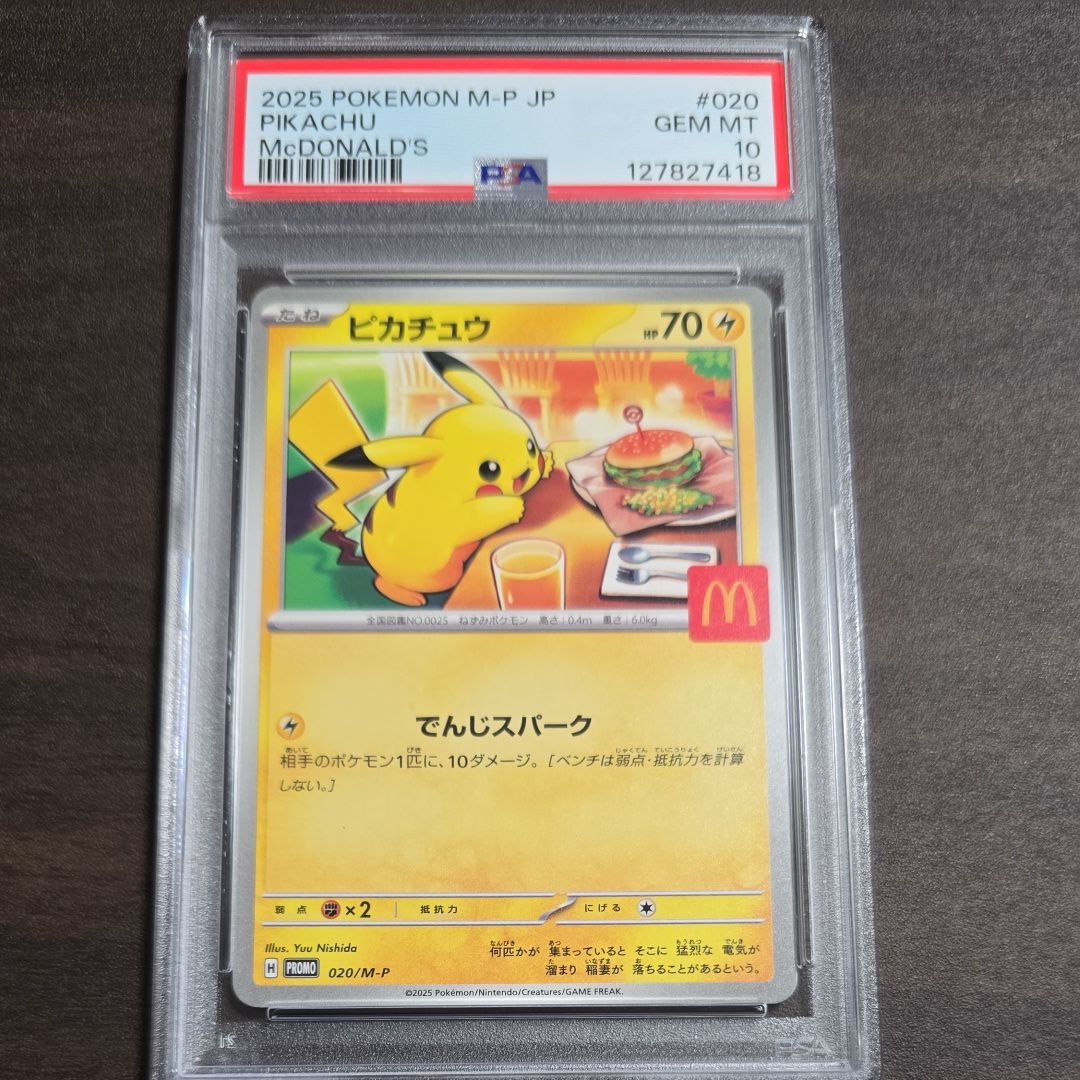 2025 POKEMON M-P JP #020
PIKACHU GEM MT
McDONALD'S 10
PSA 127827418
たね ピカチュウ HP70
全国図鑑NO.0025 ねずみポケモン 高さ:0.4m 重さ:6.0kg
でんじスパーク
相手のポケモン1匹に、10ダメージ。[ベンチは弱点・抵抗力を計算
しない。]
弱点 ×2 抵抗力 にげる
Illus. Yuu Nishida
何匹かが 集まっていると そこに 猛烈な 電気が
溜まり 稲妻が 落ちることがあるという。
H PROMO 020/M-P
©2025 Pokémon/Nintendo/Creatures/GAME FREAK.
PSA